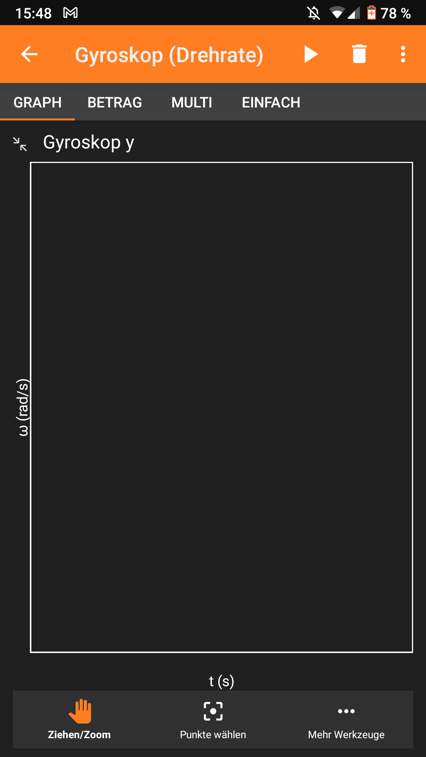 15:48 78 %
Gyroskop (Drehrate)
GRAPH BETRAG MULTI EINFACH
Gyroskop y
ω (rad/s)
t (s)
Ziehen/Zoom Punkte wählen Mehr Werkzeuge